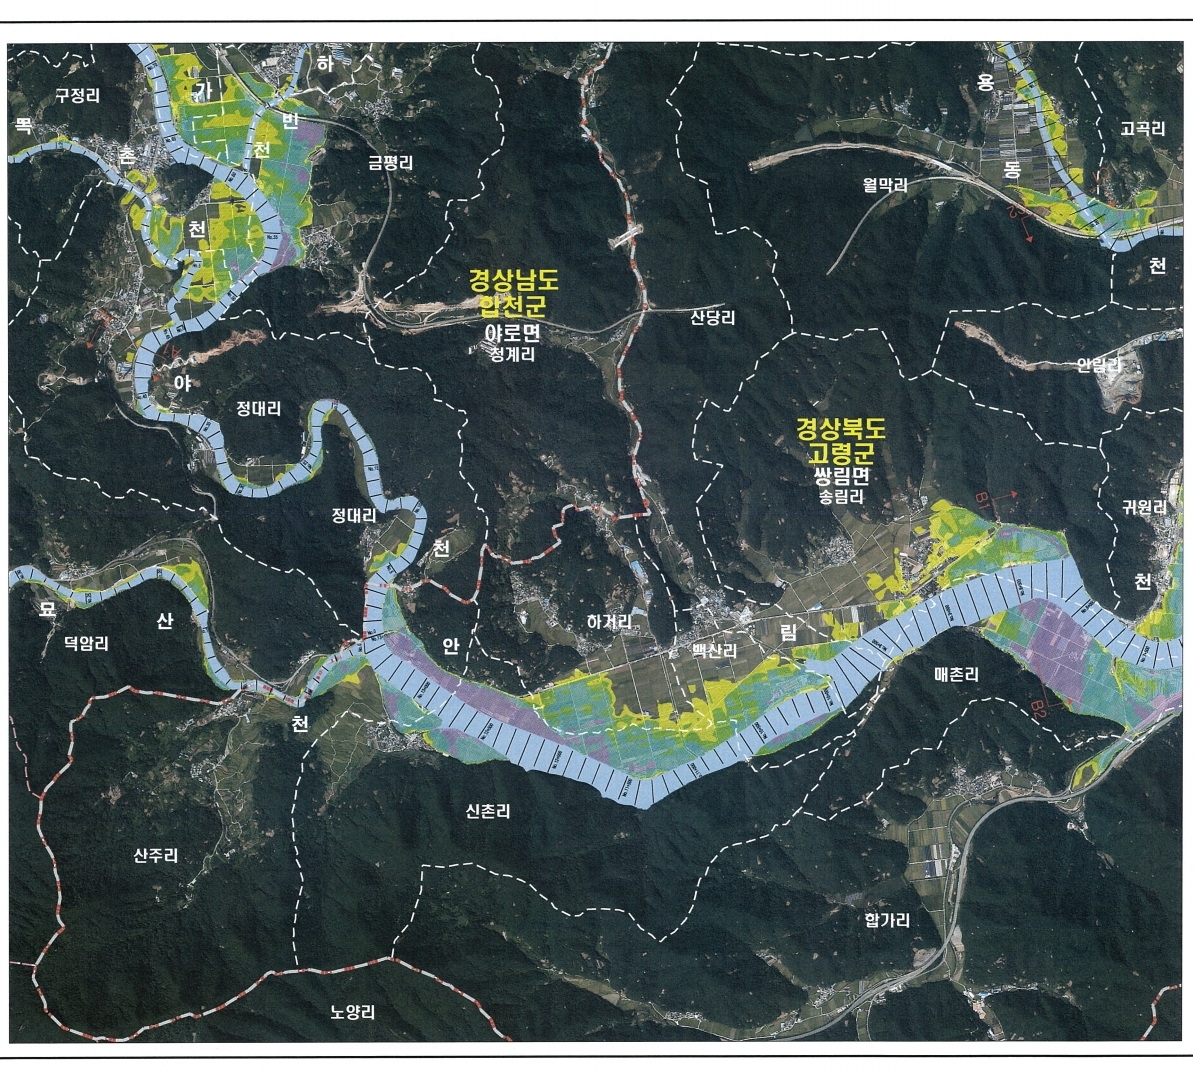 하
용
가
구정리
빈
묙
고곡리
천
촌
금평리
동
월막리
천
천
경상남도
합천군
산당리
야로면
청계리
안림리
야
정대리
경상북도
고령군
쌍림면
송림리
B1
귀원리
정대리
천
천
묘
산
하거리
림
덕암리
안
백산리
매촌리
B2
천
신촌리
산주리
합가리
노양리